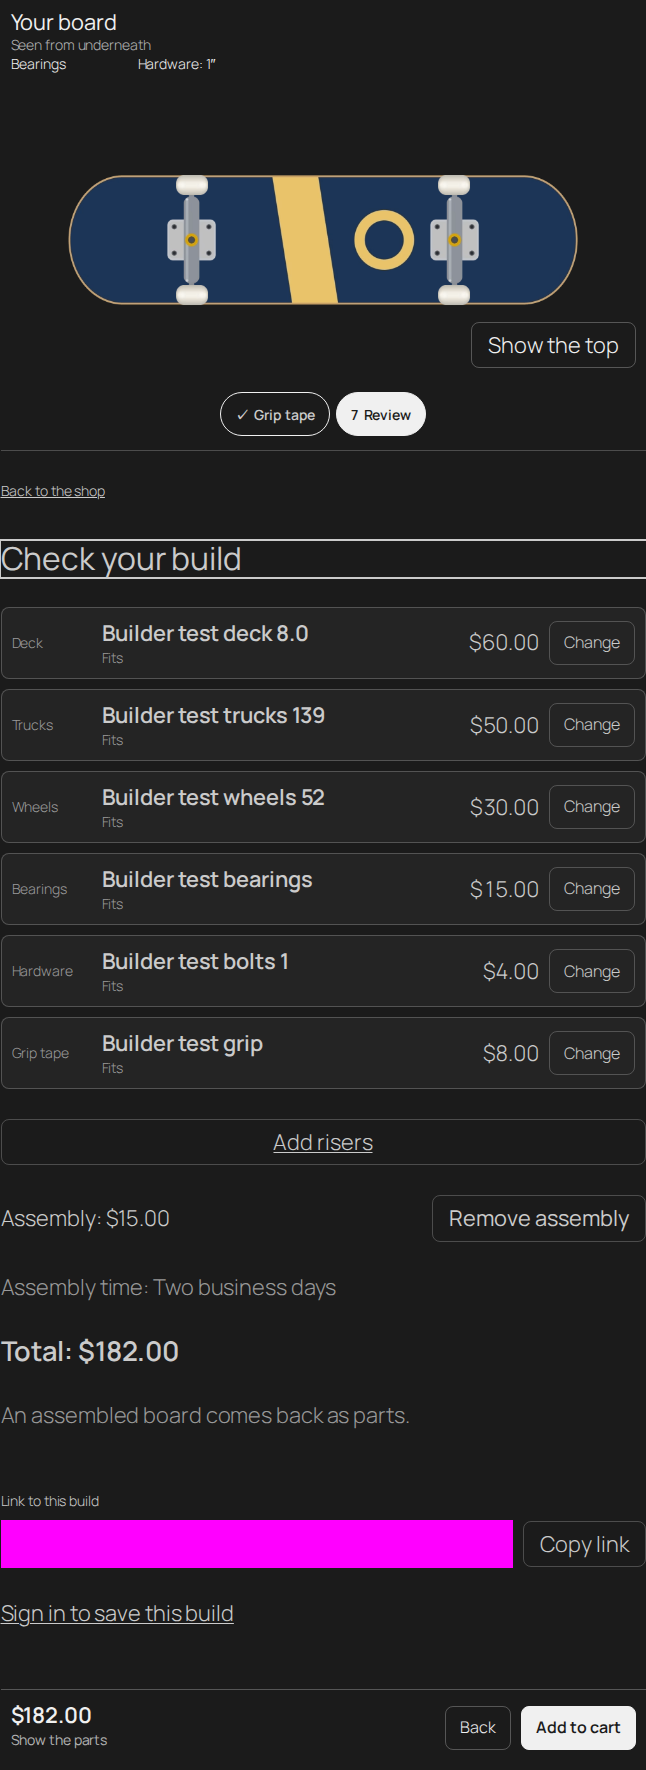 Your board
Seen from underneath
Bearings Hardware: 1″
Show the top
✓ Grip tape 7 Review
Back to the shop
Check your build
Deck Builder test deck 8.0 $60.00 Change
Fits
Trucks Builder test trucks 139 $50.00 Change
Fits
Wheels Builder test wheels 52 $30.00 Change
Fits
Bearings Builder test bearings $15.00 Change
Fits
Hardware Builder test bolts 1 $4.00 Change
Fits
Grip tape Builder test grip $8.00 Change
Fits
Add risers
Assembly: $15.00 Remove assembly
Assembly time: Two business days
Total: $182.00
An assembled board comes back as parts.
Link to this build
Copy link
Sign in to save this build
$182.00 Back Add to cart
Show the parts